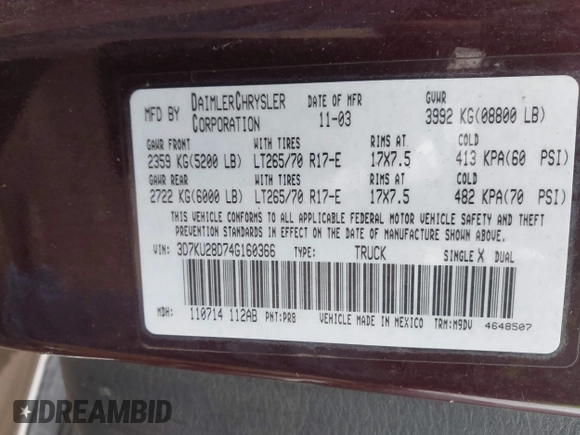 MFD BY DAIMLERCHRYSLER CORPORATION DATE OF MFR 11-03 GVWR 3992 KG(08800 LB)
GAWR FRONT WITH TIRES RIMS AT COLD
2359 KG(5200 LB) LT265/70 R17-E 17X7.5 413 KPA(60 PSI)
GAWR REAR WITH TIRES RIMS AT COLD
2722 KG(6000 LB) LT265/70 R17-E 17X7.5 482 KPA(70 PSI)
THIS VEHICLE CONFORMS TO ALL APPLICABLE FEDERAL MOTOR VEHICLE SAFETY AND THEFT
PREVENTION STANDARDS IN EFFECT ON THE DATE OF MANUFACTURE SHOWN ABOVE.
VIN: 3D7KU28D74G160366 TYPE: TRUCK SINGLE X DUAL
MDH: 110714 112AB PNT:PR8 VEHICLE MADE IN MEXICO TRM:M9DV 4648507
DREAMBID